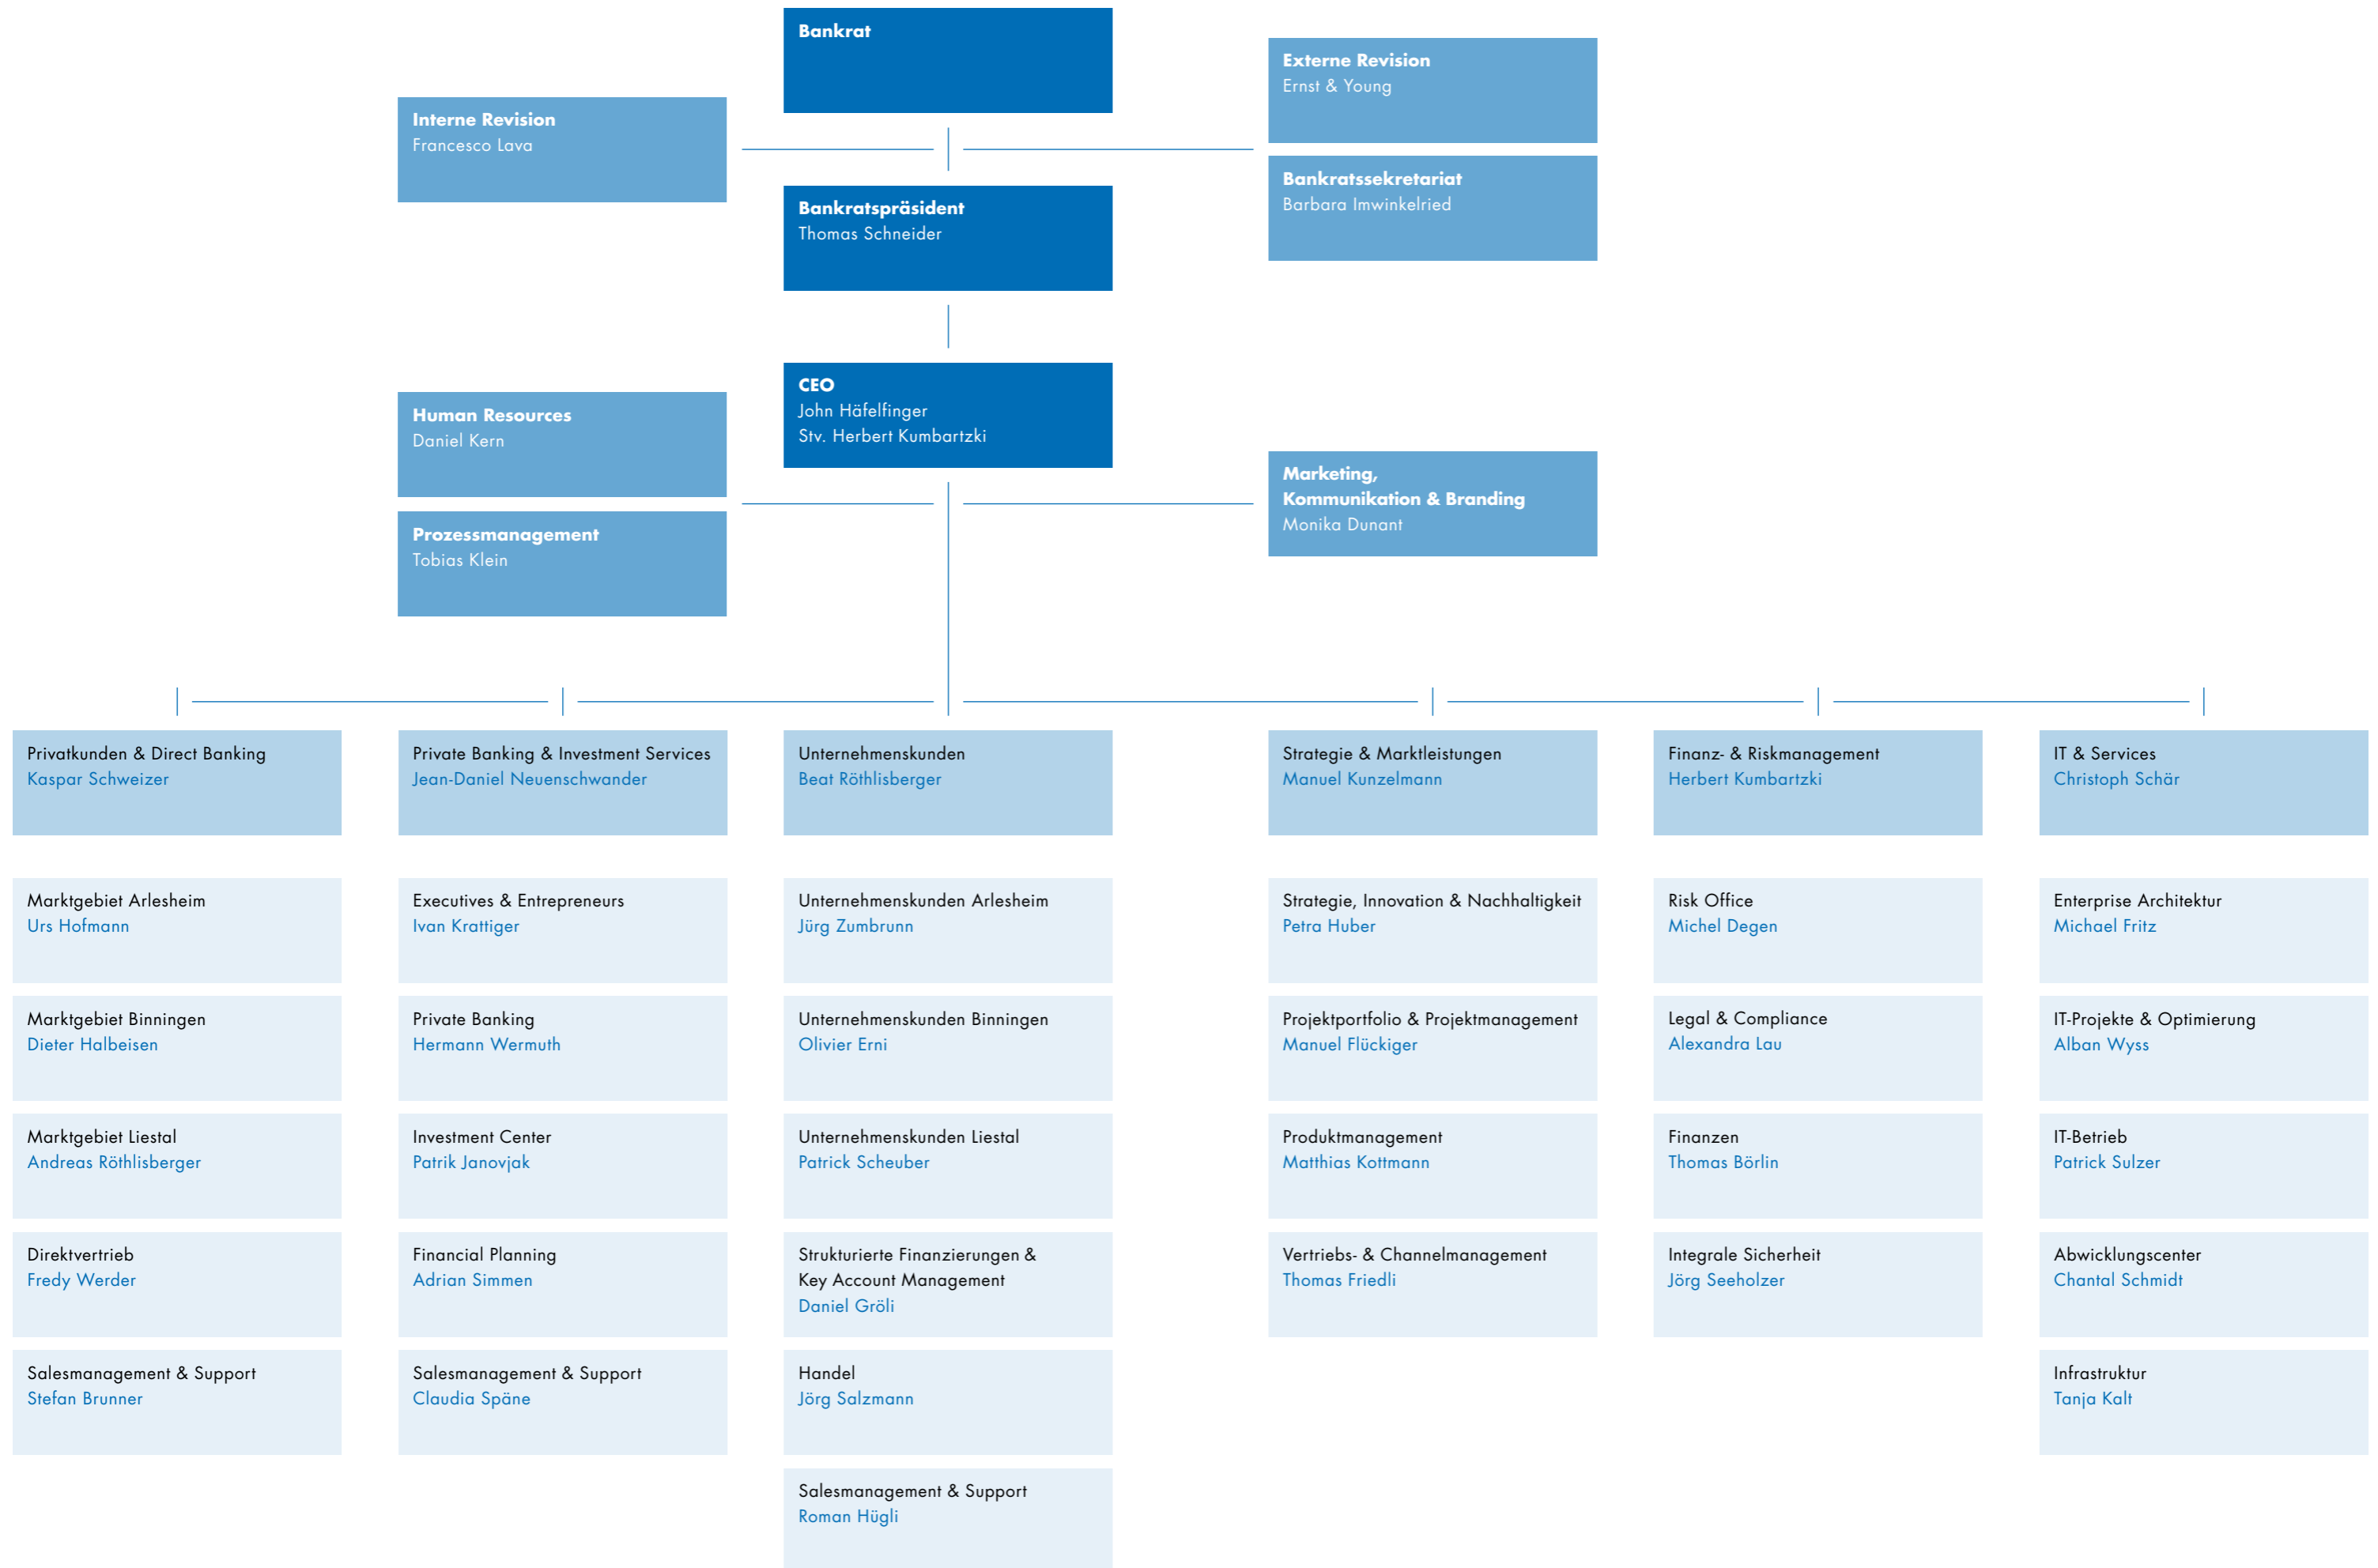 Bankrat
Externe Revision
Ernst & Young
Interne Revision
Francesco Lava
Bankratssekretariat
Barbara Imwinkelried
Bankratspräsident
Thomas Schneider
CEO
John Häfelfinger
Stv. Herbert Kumbartzki
Human Resources
Daniel Kern
Marketing,
Kommunikation & Branding
Monika Dunant
Prozessmanagement
Tobias Klein
Privatkunden & Direct Banking
Kaspar Schweizer
Marktgebiet Arlesheim
Urs Hofmann
Marktgebiet Binningen
Dieter Halbeisen
Marktgebiet Liestal
Andreas Röthlisberger
Direktvertrieb
Fredy Werder
Salesmanagement & Support
Stefan Brunner
Private Banking & Investment Services
Jean-Daniel Neuenschwander
Executives & Entrepreneurs
Ivan Krattiger
Private Banking
Hermann Wermuth
Investment Center
Patrik Janovjak
Financial Planning
Adrian Simmen
Salesmanagement & Support
Claudia Späne
Unternehmenskunden
Beat Röthlisberger
Unternehmenskunden Arlesheim
Jürg Zumbrunn
Unternehmenskunden Binningen
Olivier Erni
Unternehmenskunden Liestal
Patrick Scheuber
Strukturierte Finanzierungen &
Key Account Management
Daniel Gröli
Handel
Jörg Salzmann
Salesmanagement & Support
Roman Hügli
Strategie & Marktleistungen
Manuel Kunzelmann
Strategie, Innovation & Nachhaltigkeit
Petra Huber
Projektportfolio & Projektmanagement
Manuel Flückiger
Produktmanagement
Matthias Kottmann
Vertriebs- & Channelmanagement
Thomas Friedli
Finanz- & Riskmanagement
Herbert Kumbartzki
Risk Office
Michel Degen
Legal & Compliance
Alexandra Lau
Finanzen
Thomas Börlin
Integrale Sicherheit
Jörg Seeholzer
IT & Services
Christoph Schär
Enterprise Architektur
Michael Fritz
IT-Projekte & Optimierung
Alban Wyss
IT-Betrieb
Patrick Sulzer
Abwicklungscenter
Chantal Schmidt
Infrastruktur
Tanja Kalt